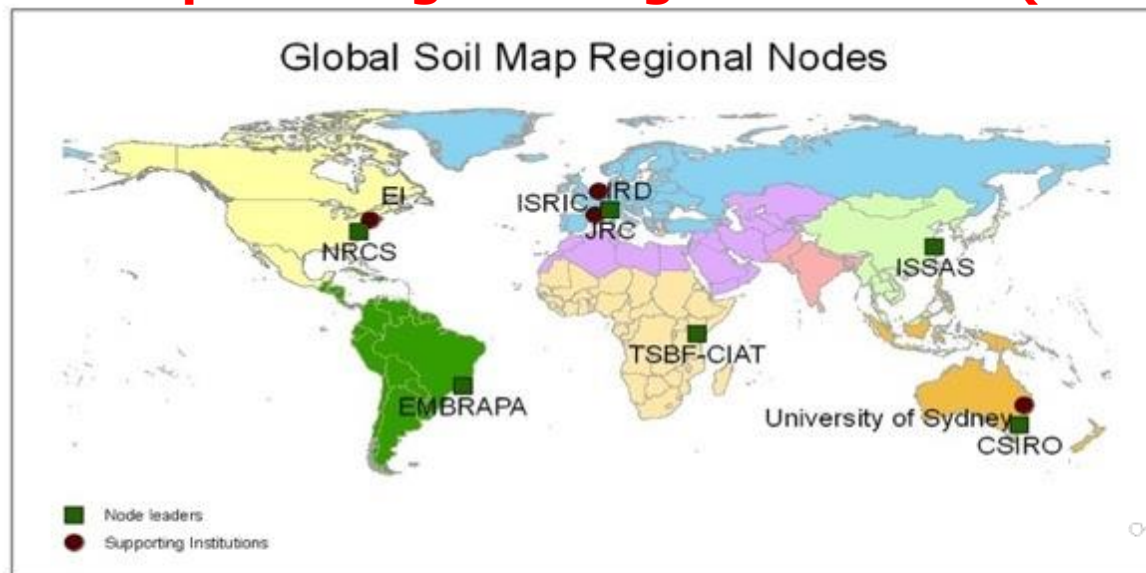 Global Soil Map Regional Nodes
EI
NRCS
ISRIC
IRD
JRC
ISSAS
TSBF-CIAT
EMBRAPA
University of Sydney
CSIRO
Node leaders
Supporting Institutions